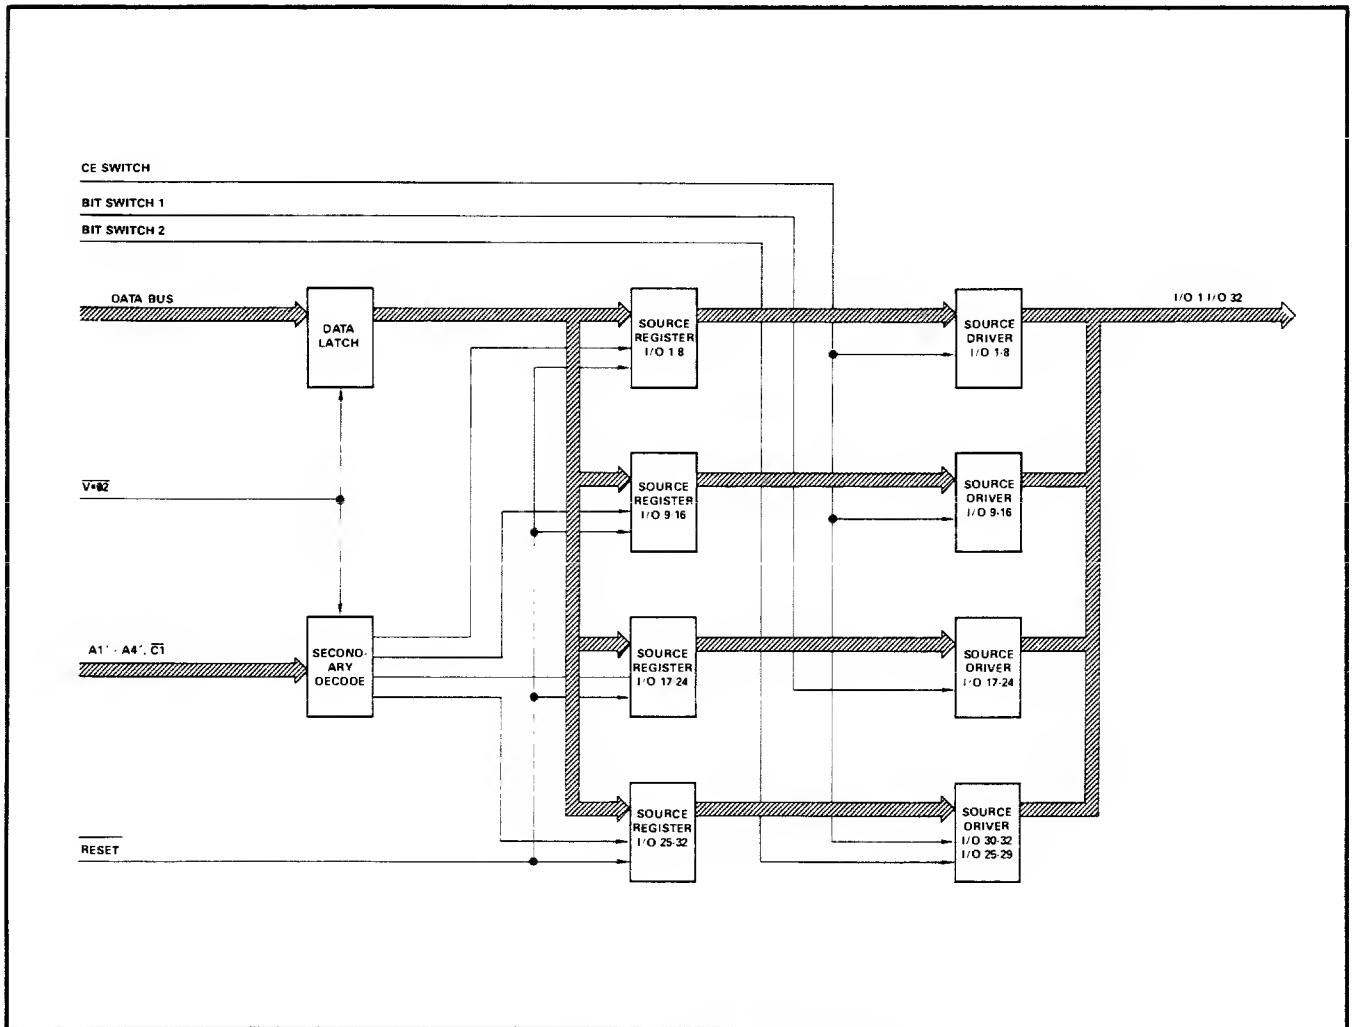 CE SWITCH
BIT SWITCH 1
BIT SWITCH 2
DATA BUS
I/O 1 I/O 32
DATA
LATCH
SOURCE
REGISTER
I/O 1-8
SOURCE
DRIVER
I/O 1-8
SOURCE
REGISTER
I/O 9-16
SOURCE
DRIVER
I/O 9-16
A1' - A4', C1
SECOND-
ARY
DECODE
SOURCE
REGISTER
I/O 17-24
SOURCE
DRIVER
I/O 17-24
SOURCE
REGISTER
I/O 25-32
SOURCE
DRIVER
I/O 30-32
I/O 25-29
RESET